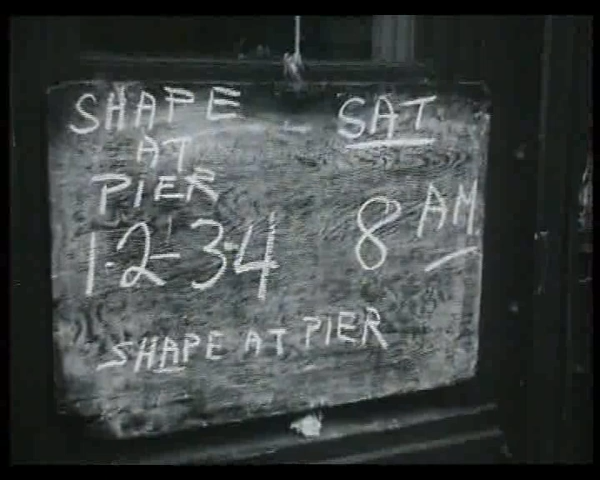 SHAPE
AT
PIER
1-2-3-4
SAT
8 AM
SHAPE AT PIER